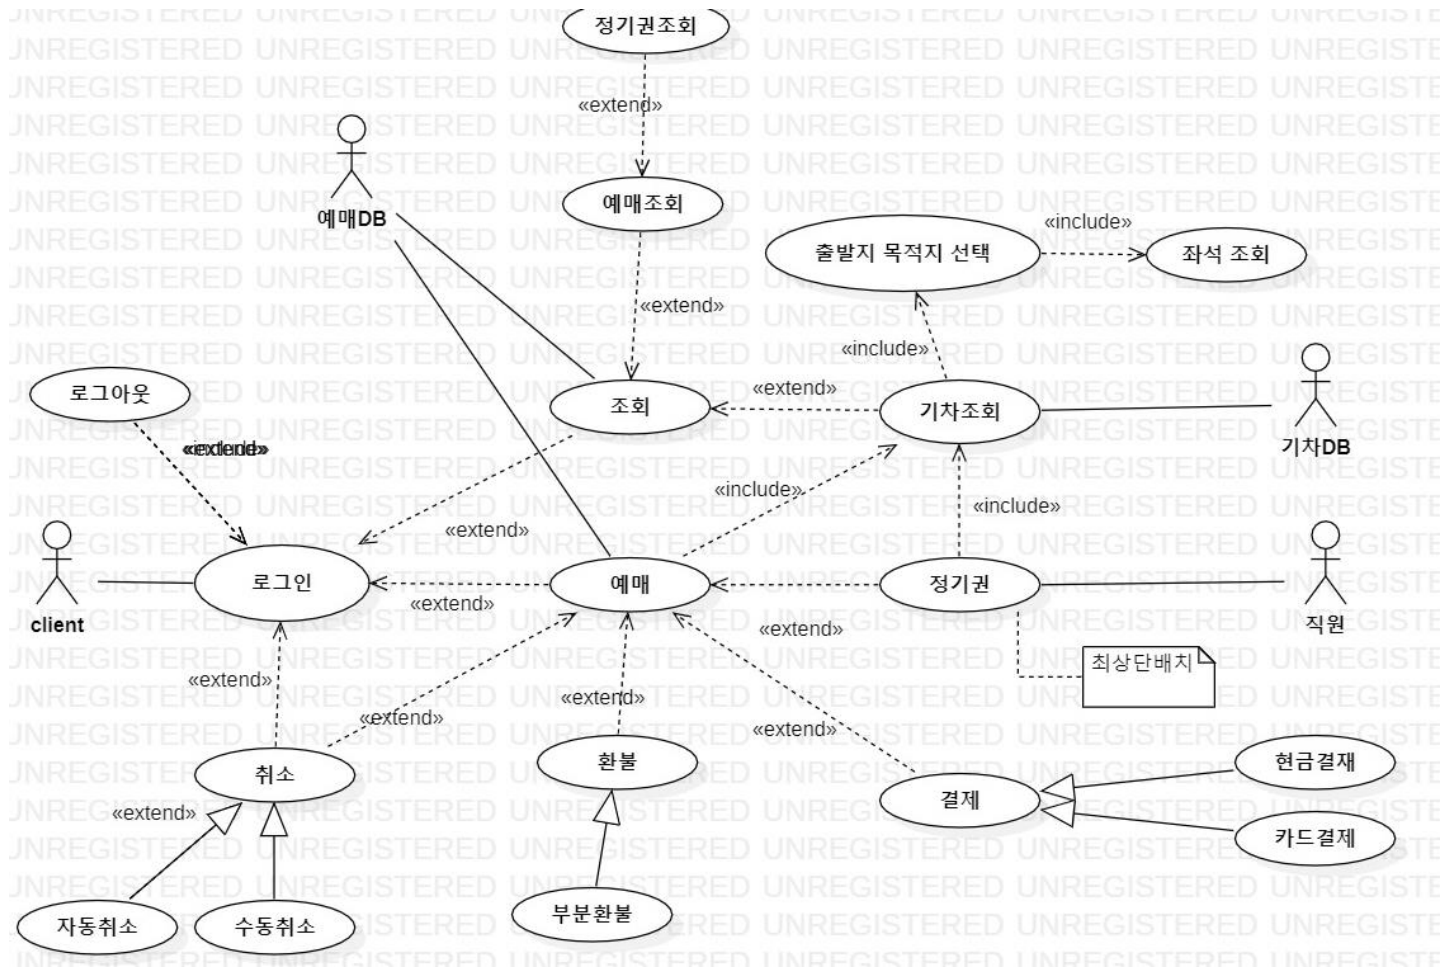 정기권조회
«extend»
예매DB
예매조회
«include»
출발지 목적지 선택
좌석 조회
«extend»
«include»
로그아웃
조회
«extend»
기차조회
기차DB
«include»
«include»
«extend»
client
로그인
«extend»
예매
정기권
직원
«extend»
«extend»
최상단배치
«extend»
«extend»
«extend»
취소
환불
결제
현금결재
카드결제
«extend»
자동취소
수동취소
부분환불
UNREGISTERED